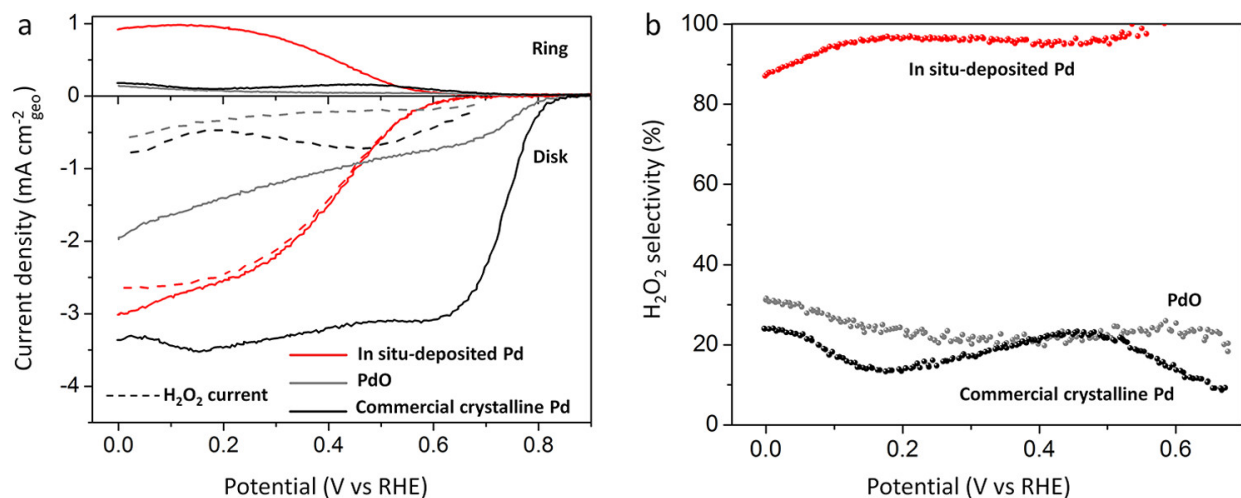 a
Current density (mA cm⁻²geo)
1
0
-1
-2
-3
-4
Ring
Disk
In situ-deposited Pd
PdO
H₂O₂ current
Commercial crystalline Pd
0.0 0.2 0.4 0.6 0.8
Potential (V vs RHE)
b
H₂O₂ selectivity (%)
100
80
60
40
20
0
In situ-deposited Pd
PdO
Commercial crystalline Pd
0.0 0.2 0.4 0.6
Potential (V vs RHE)